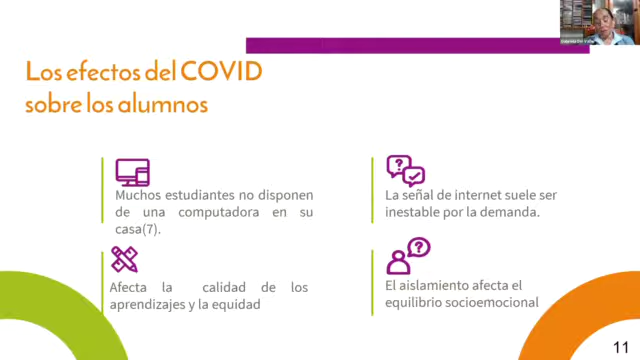 Los efectos del COVID
sobre los alumnos
Muchos estudiantes no disponen
de una computadora en su
casa(7).
La señal de internet suele ser
inestable por la demanda.
Afecta la calidad de los
aprendizajes y la equidad
El aislamiento afecta el
equilibrio socioemocional
11